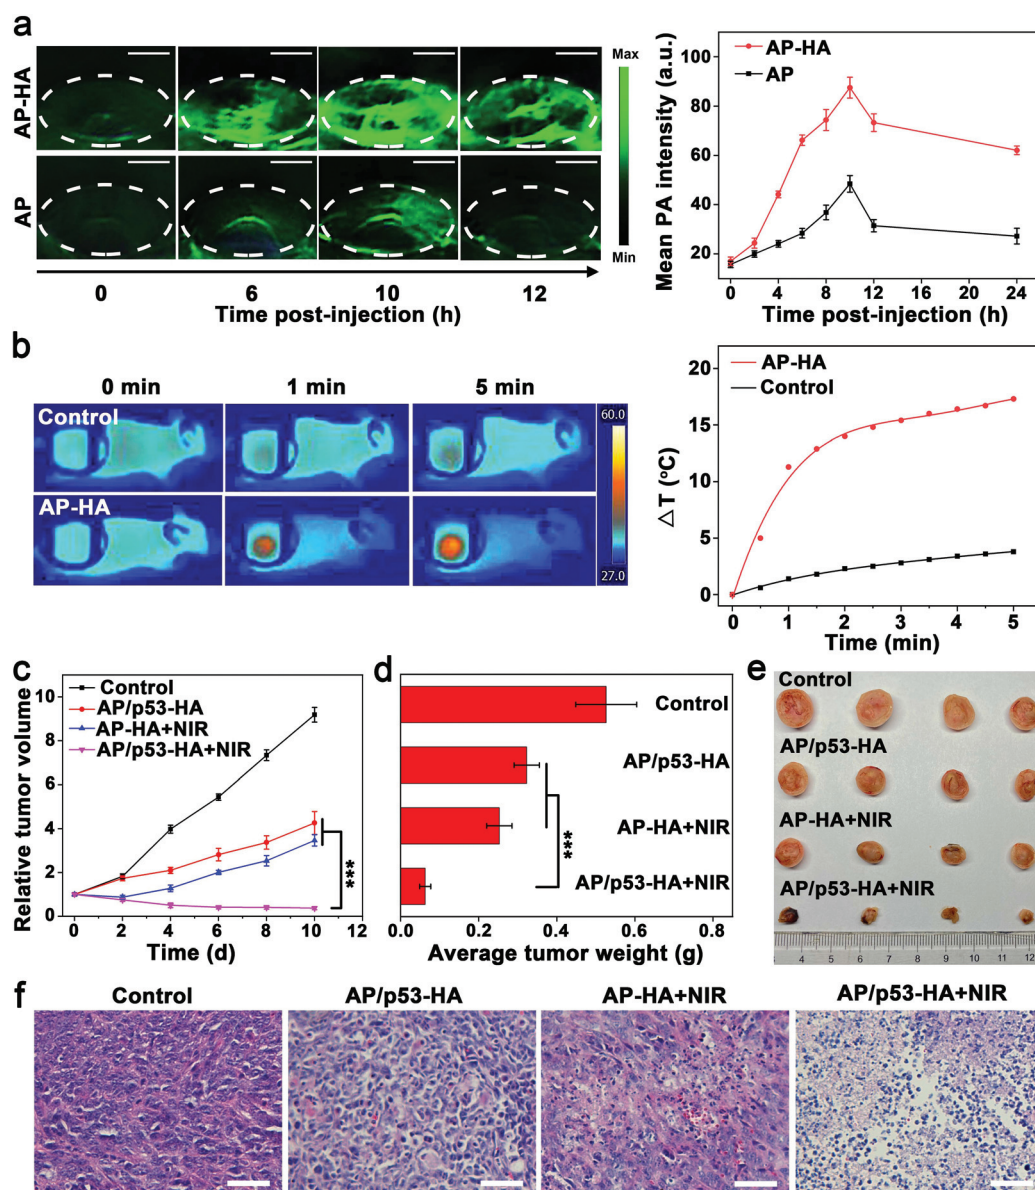 a
AP-HA
AP
Max
Min
0 6 10 12
Time post-injection (h)
AP-HA
AP
100
80
60
40
20
Mean PA intensity (a.u.)
0 4 8 12 16 20 24
Time post-injection (h)
b
0 min 1 min 5 min
Control
AP-HA
60.0
27.0
AP-HA
Control
20
15
10
5
0
△T (°C)
0 1 2 3 4 5
Time (min)
c
Control
AP/p53-HA
AP-HA+NIR
AP/p53-HA+NIR
10
8
6
4
2
0
Relative tumor volume
***
0 2 4 6 8 10 12
Time (d)
d
Control
AP/p53-HA
AP-HA+NIR
AP/p53-HA+NIR
***
0.0 0.2 0.4 0.6 0.8
Average tumor weight (g)
e
Control
AP/p53-HA
AP-HA+NIR
AP/p53-HA+NIR
3 4 5 6 7 8 9 10 11 12
f
Control AP/p53-HA AP-HA+NIR AP/p53-HA+NIR